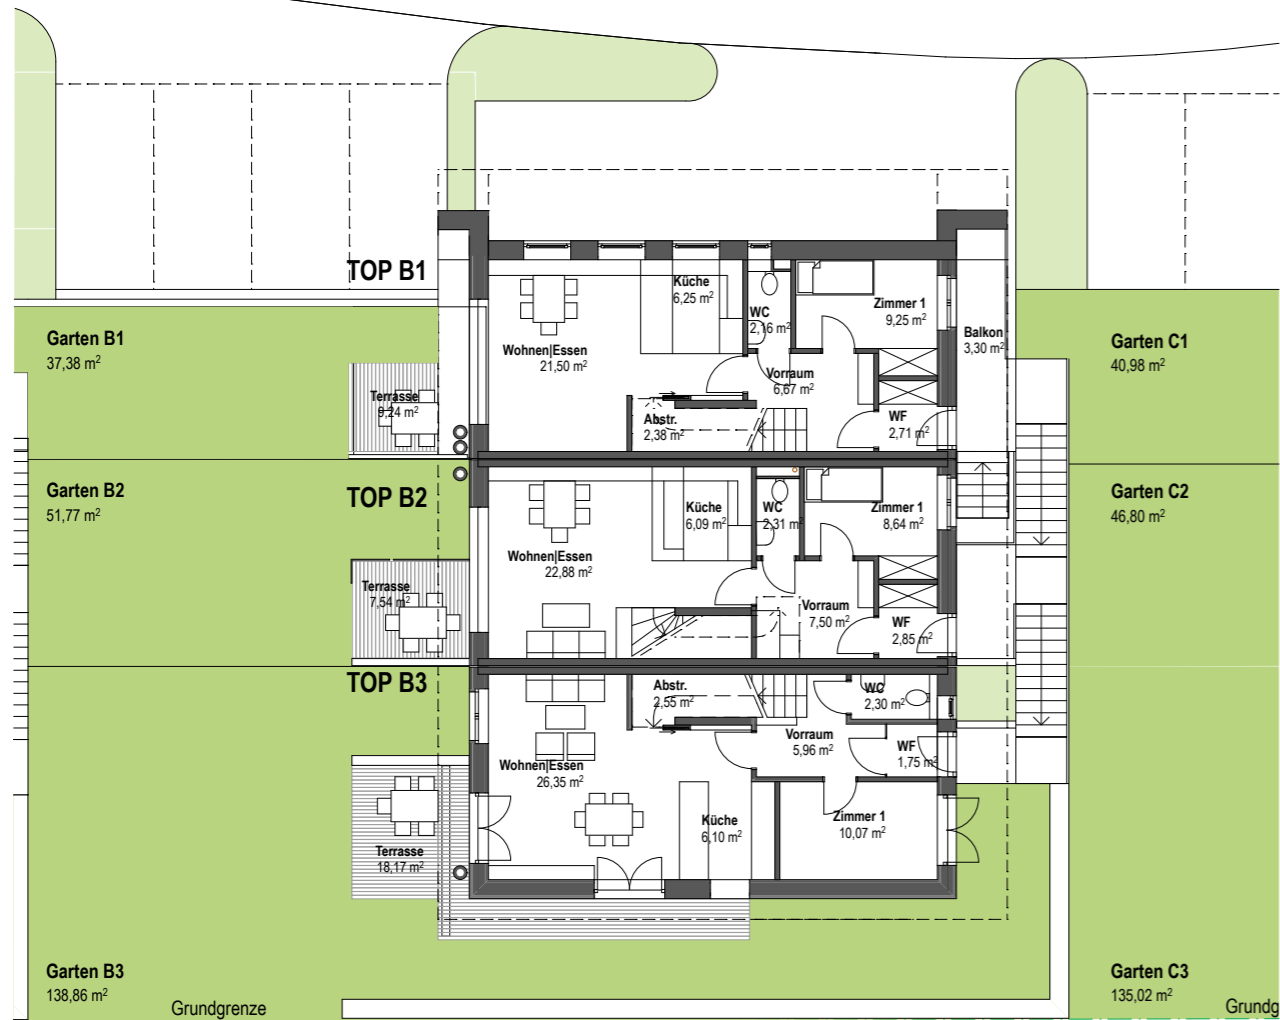 TOP B1
Garten B1
37,38 m²
Terrasse
9,24 m²
Wohnen|Essen
21,50 m²
Küche
6,25 m²
WC
2,16 m²
Zimmer 1
9,25 m²
Balkon
3,30 m²
Vorraum
6,67 m²
Abstr.
2,38 m²
WF
2,71 m²
Garten C1
40,98 m²
TOP B2
Garten B2
51,77 m²
Terrasse
7,54 m²
Wohnen|Essen
22,88 m²
Küche
6,09 m²
WC
2,31 m²
Zimmer 1
8,64 m²
Vorraum
7,50 m²
WF
2,85 m²
Garten C2
46,80 m²
TOP B3
Abstr.
2,55 m²
WC
2,30 m²
Vorraum
5,96 m²
WF
1,75 m²
Wohnen|Essen
26,35 m²
Küche
6,10 m²
Zimmer 1
10,07 m²
Terrasse
18,17 m²
Garten B3
138,86 m²
Grundgrenze
Garten C3
135,02 m²
Grundg